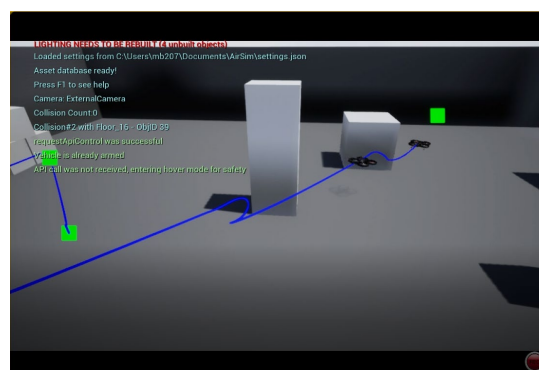 LIGHTING NEEDS TO BE REBUILT (4 unbuilt objects)
Loaded settings from C:\Users\mb207\Documents\AirSim\settings.json
Asset database ready!
Press F1 to see help
Camera: ExternalCamera
Collision Count:0
Collision#2 with Floor_16 - ObjID 39
requestApiControl was successful
Vehicle is already armed
API call was not received, entering hover mode for safety